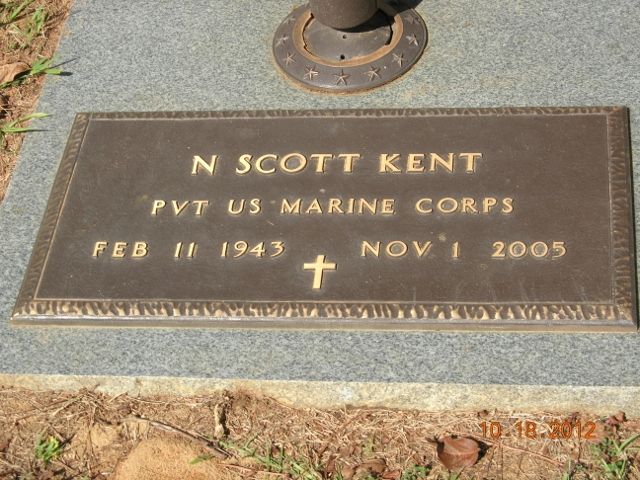 N SCOTT KENT
PVT US MARINE CORPS
FEB 11 1943 NOV 1 2005
10.18.2012